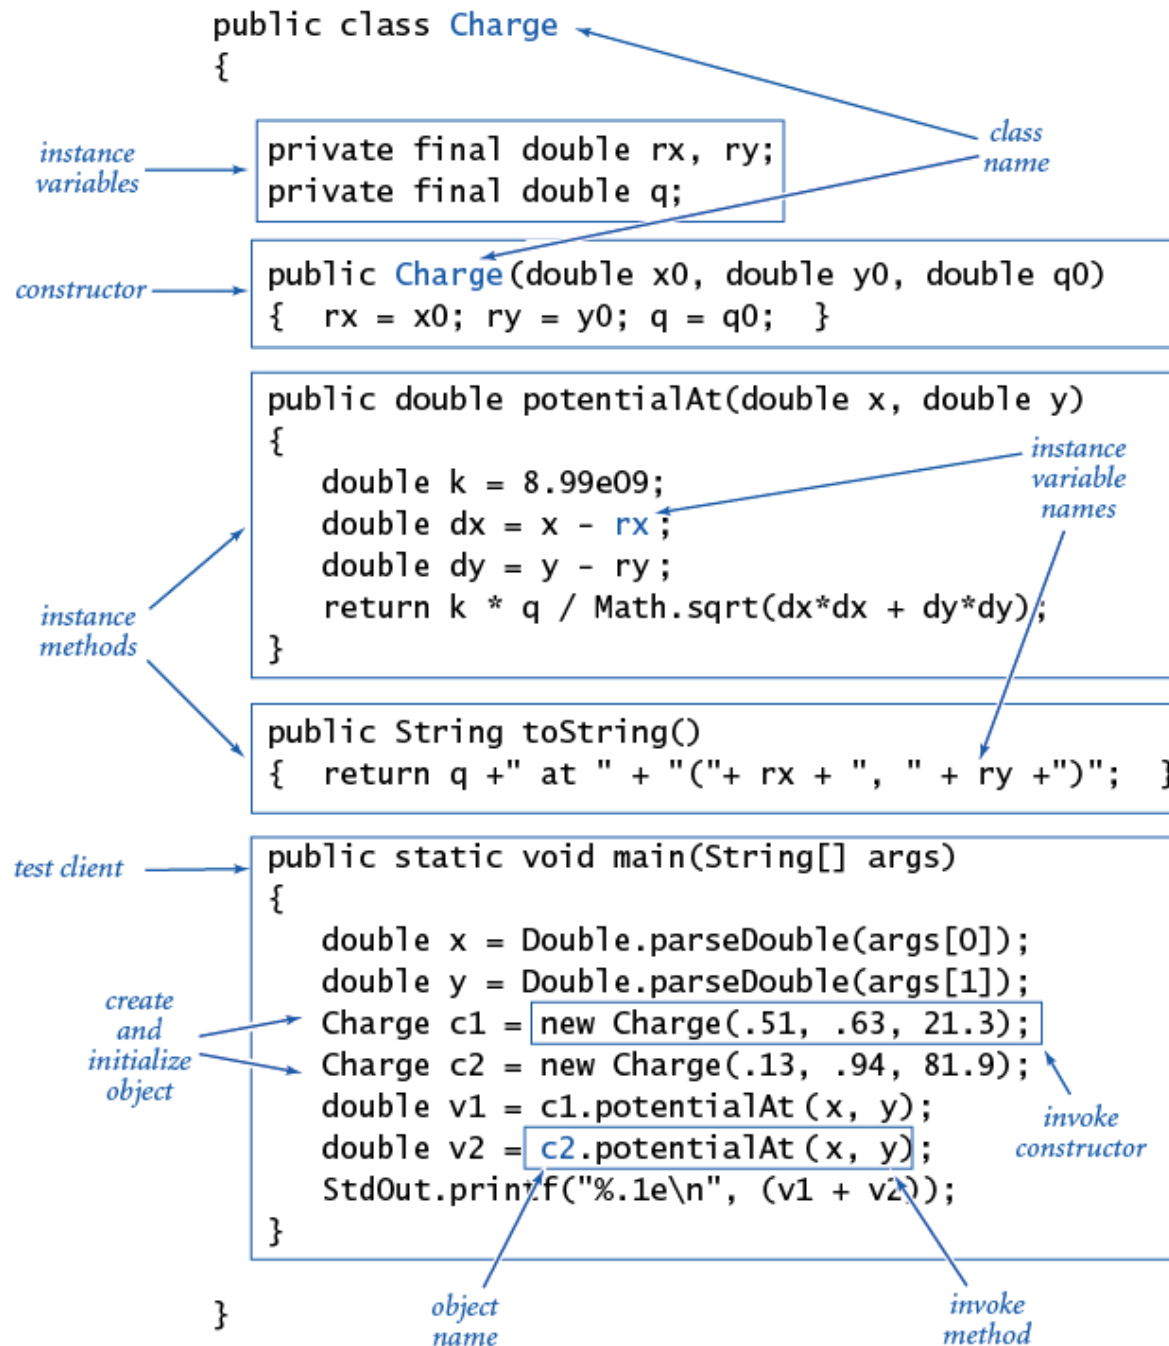 public class Charge
{
class
name
instance
variables
private final double rx, ry;
private final double q;
constructor
public Charge(double x0, double y0, double q0)
{  rx = x0; ry = y0; q = q0;  }
public double potentialAt(double x, double y)
{
instance
variable
names
double k = 8.99e09;
double dx = x - rx;
double dy = y - ry;
return k * q / Math.sqrt(dx*dx + dy*dy);
}
instance
methods
public String toString()
{  return q +" at " + "("+ rx + ", " + ry +")";  }
test client
public static void main(String[] args)
{
double x = Double.parseDouble(args[0]);
double y = Double.parseDouble(args[1]);
create
and
initialize
object
Charge c1 = new Charge(.51, .63, 21.3);
Charge c2 = new Charge(.13, .94, 81.9);
double v1 = c1.potentialAt(x, y);
double v2 = c2.potentialAt(x, y);
invoke
constructor
StdOut.printf("%.1e\n", (v1 + v2));
}
object
name
invoke
method
}